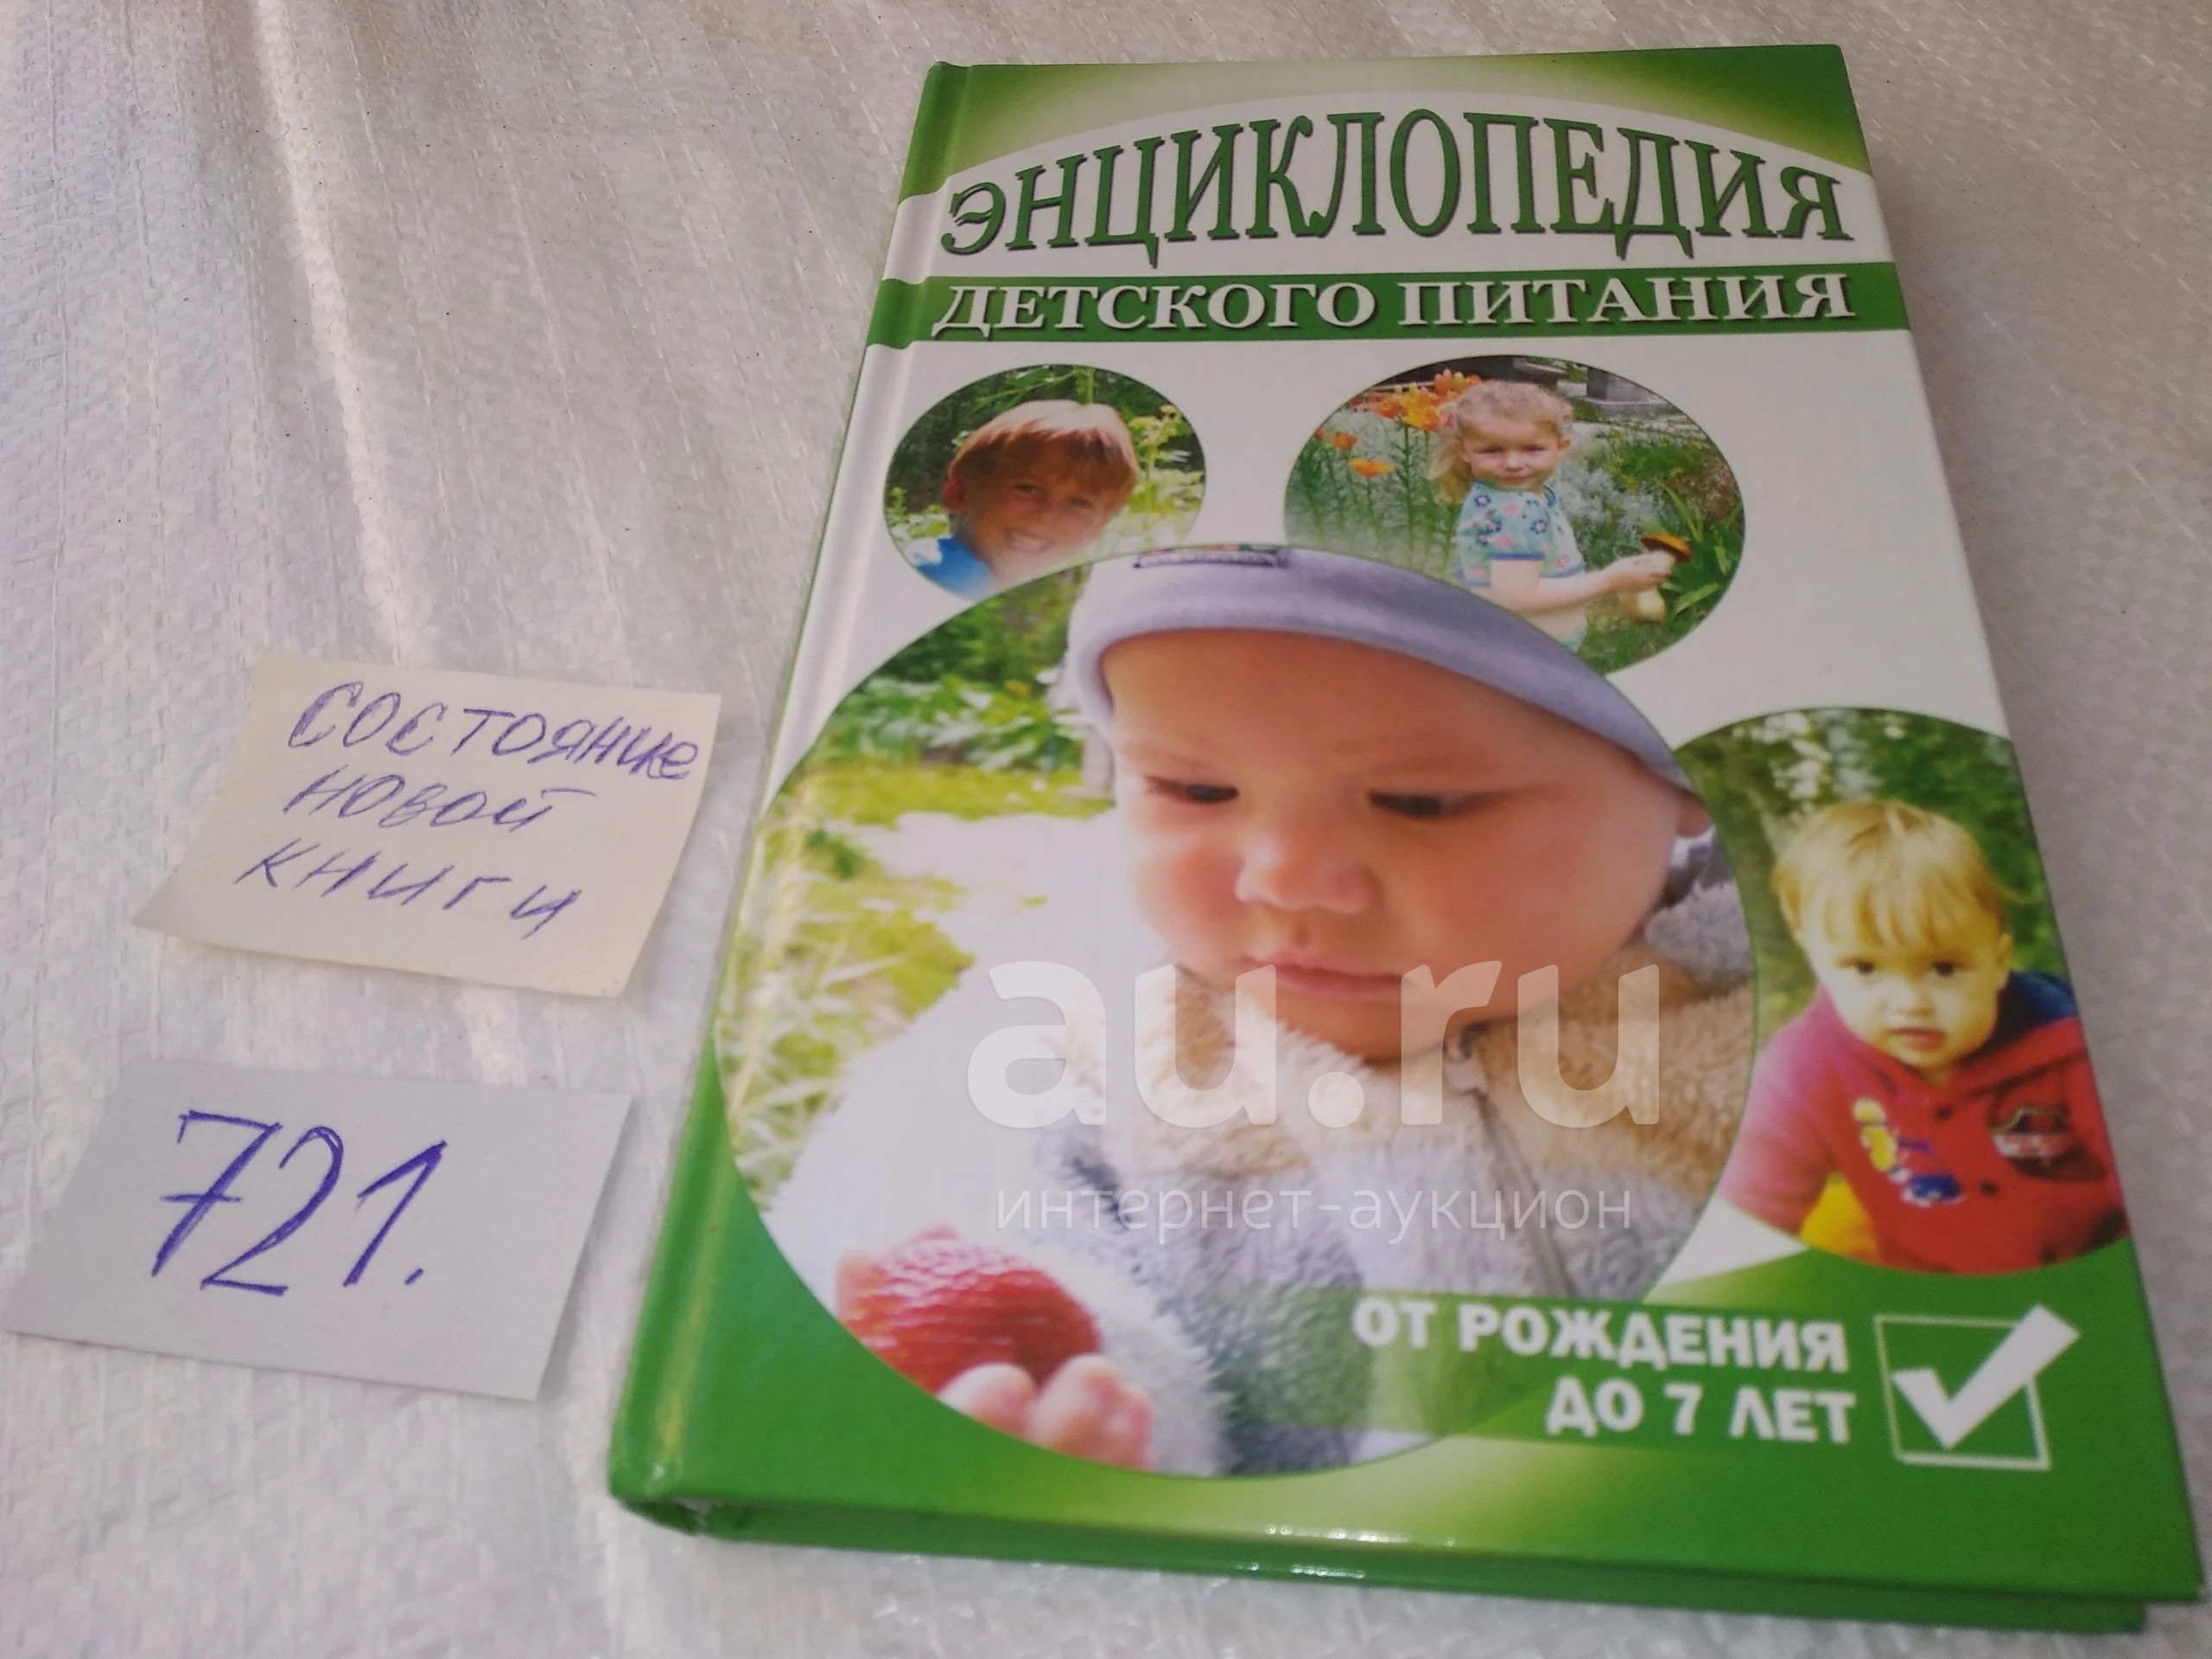 ЭНЦИКЛОПЕДИЯ
ДЕТСКОГО ПИТАНИЯ
СОСТОЯНИЕ
НОВОЙ
КНИГИ
721.
au.ru
интернет-аукцион
ОТ РОЖДЕНИЯ
ДО 7 ЛЕТ